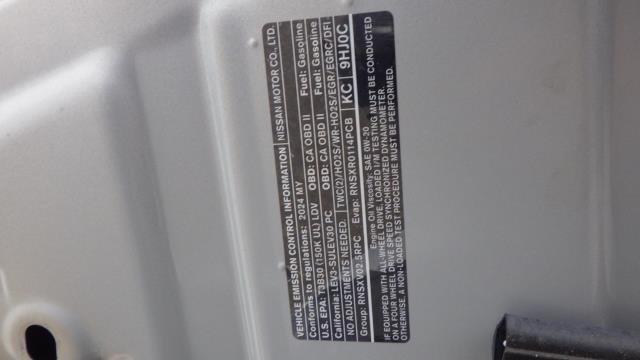 VEHICLE EMISSION CONTROL INFORMATION NISSAN MOTOR CO., LTD.
Conforms to regulations: 2024 MY Fuel: Gasoline
U.S. EPA: T3B30 (150K UL) LDV OBD: CA OBD II Fuel: Gasoline
California: LEV3-SULEV30 PC OBD: CA OBD II Fuel: Gasoline
NO ADJUSTMENTS NEEDED. TWC(2)/HO2S/WR-HO2S/EGR/EGRC/DFI
Group: RNSXV02.5RPC Evap: RNSXR0114PCB KC 9HJ0C
Engine Oil Viscosity: SAE 0W-20
IF EQUIPPED WITH ALL-WHEEL DRIVE, LOADED I/M TESTING MUST BE CONDUCTED
ON A FOUR WHEEL DRIVE SPEED SYNCHRONIZED DYNAMOMETER.
OTHERWISE, A NON-LOADED TEST PROCEDURE MUST BE PERFORMED.